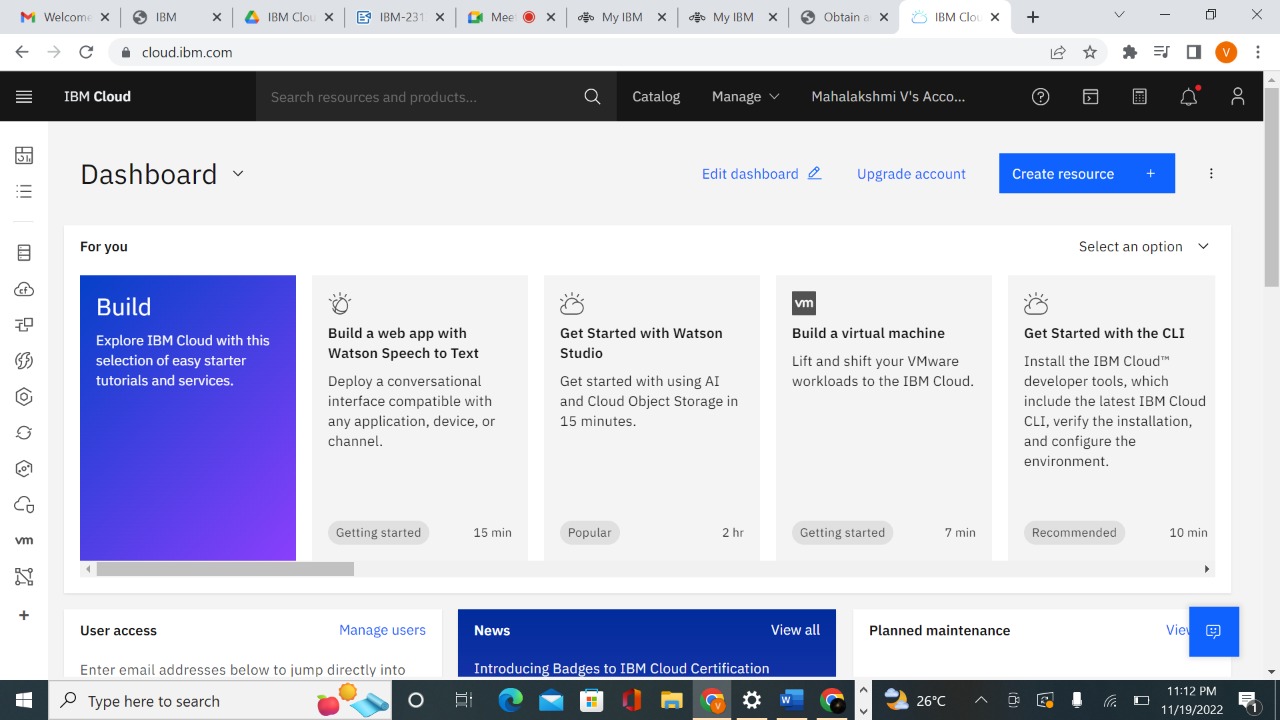 Welcome
IBM
IBM Clou
IBM-231
Meet
My IBM
My IBM
Obtain a
IBM Clou
cloud.ibm.com
V
IBM Cloud
Search resources and products...
Catalog
Manage
Mahalakshmi V's Acco...
Dashboard
Edit dashboard
Upgrade account
Create resource +
For you
Select an option
Build
Explore IBM Cloud with this
selection of easy starter
tutorials and services.
Build a web app with
Watson Speech to Text
Deploy a conversational
interface compatible with
any application, device, or
channel.
Getting started
15 min
Get Started with Watson
Studio
Get started with using AI
and Cloud Object Storage in
15 minutes.
Popular
2 hr
vm
Build a virtual machine
Lift and shift your VMware
workloads to the IBM Cloud.
Getting started
7 min
Get Started with the CLI
Install the IBM Cloud™
developer tools, which
include the latest IBM Cloud
CLI, verify the installation,
and configure the
environment.
Recommended
10 min
cf
vm
User access
Manage users
Enter email addresses below to jump directly into
News
View all
Introducing Badges to IBM Cloud Certification
Planned maintenance
Type here to search
26°C
11:12 PM
11/19/2022
1